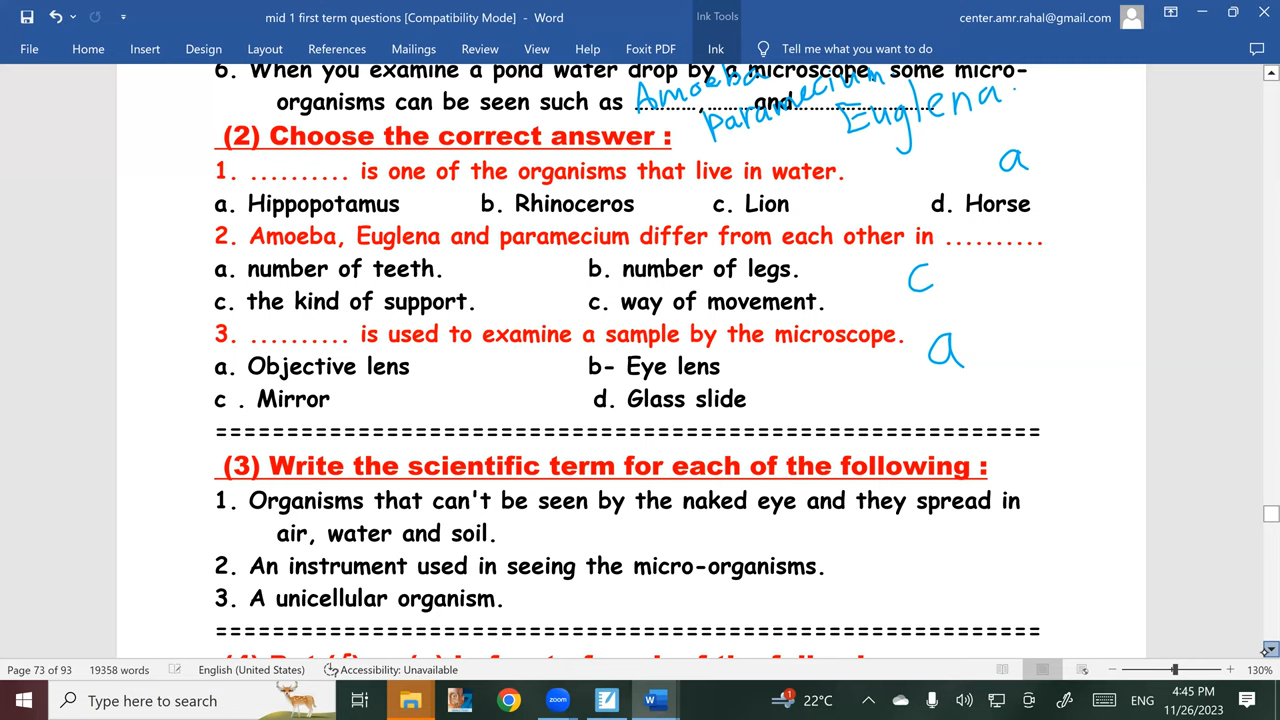 mid 1 first term questions [Compatibility Mode] - Word
Ink Tools
center.amr.rahal@gmail.com
File Home Insert Design Layout References Mailings Review View Help Foxit PDF Ink Tell me what you want to do
6. When you examine a pond water drop by a microscope, some micro-
organisms can be seen such as ..........,........and....................
Amoeba
paramecium
Euglena.
(2) Choose the correct answer :
1. .......... is one of the organisms that live in water.
a
a. Hippopotamus b. Rhinoceros c. Lion d. Horse
2. Amoeba, Euglena and paramecium differ from each other in ..........
a. number of teeth. b. number of legs.
c
c. the kind of support. c. way of movement.
3. .......... is used to examine a sample by the microscope.
a
a. Objective lens b- Eye lens
c . Mirror d. Glass slide
==========================================================
(3) Write the scientific term for each of the following :
1. Organisms that can't be seen by the naked eye and they spread in
air, water and soil.
2. An instrument used in seeing the micro-organisms.
3. A unicellular organism.
==========================================================
Page 73 of 93 19358 words English (United States) Accessibility: Unavailable 130%
Type here to search
1 22°C ENG 4:45 PM
11/26/2023